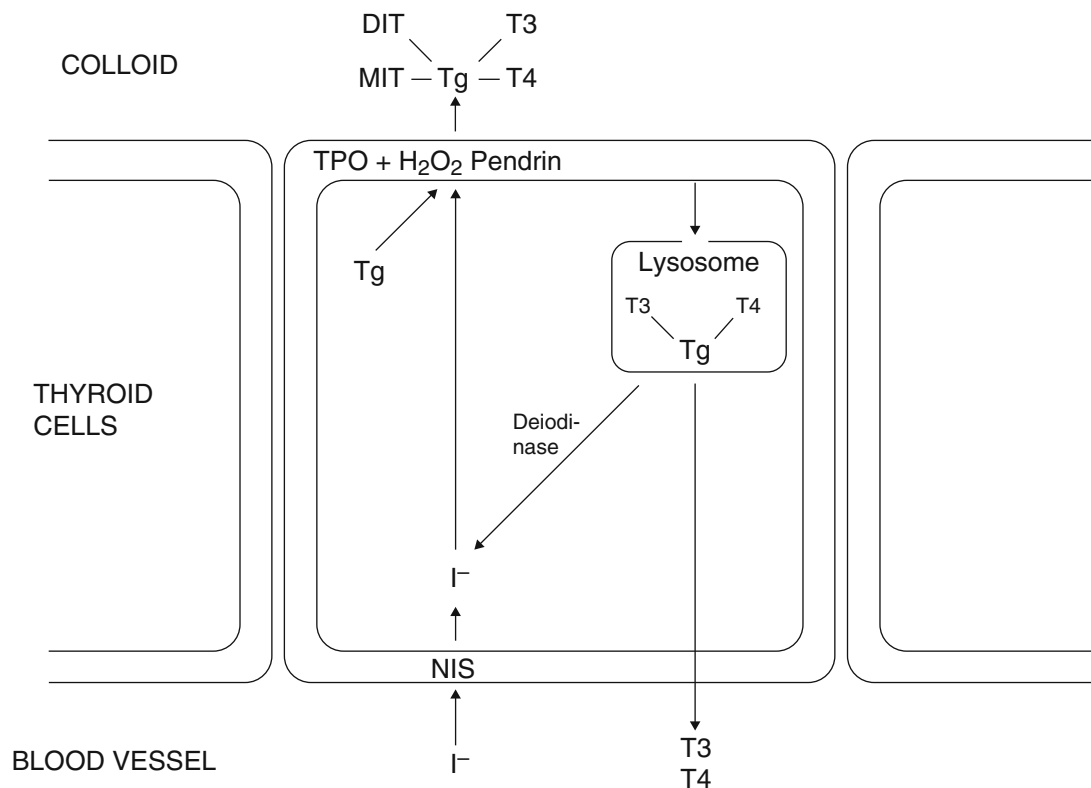 DIT T3
COLLOID
MIT – Tg – T4
TPO + H₂O₂ Pendrin
Tg
Lysosome
T3 T4
Tg
THYROID
CELLS
Deiodi-
nase
I⁻
NIS
BLOOD VESSEL
I⁻
T3
T4